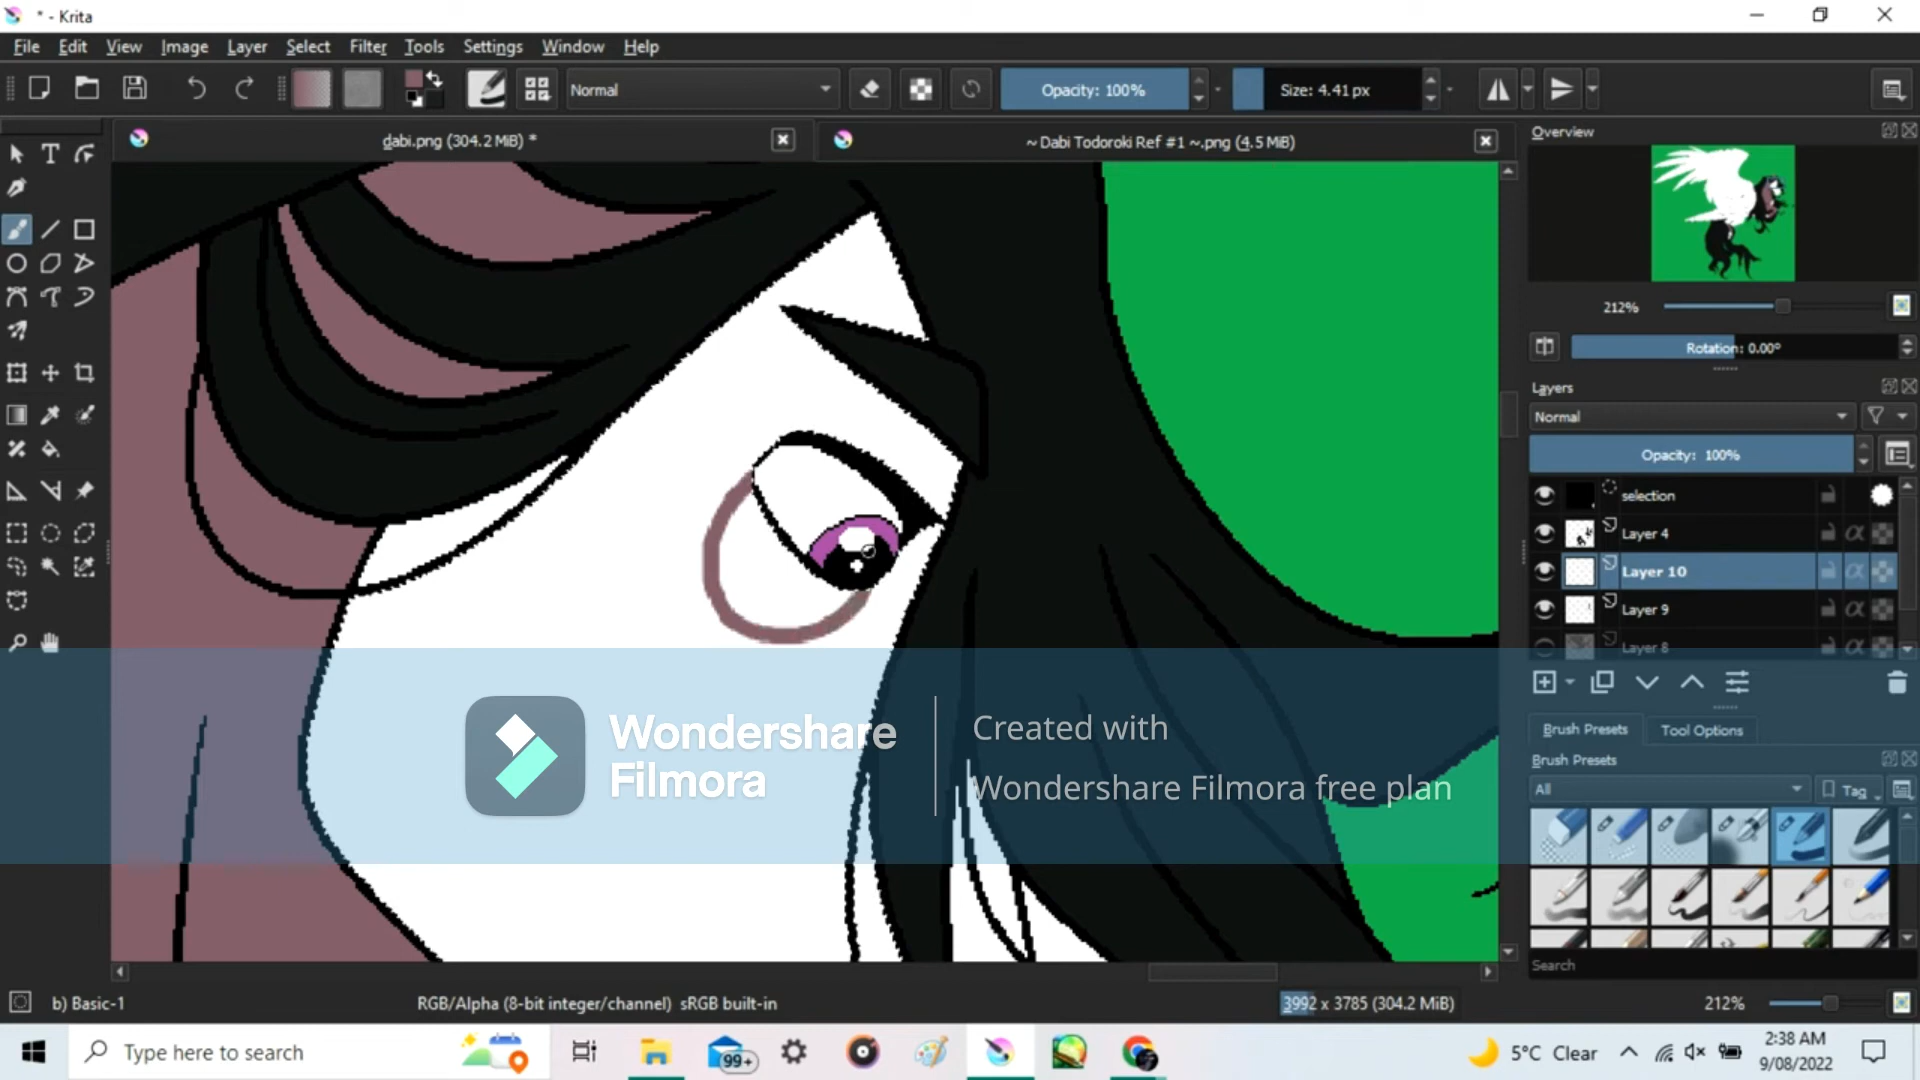 * - Krita
File Edit View Image Layer Select Filter Tools Settings Window Help
Normal Opacity: 100% Size: 4.41 px
dabi.png (304.2 MiB) * ~ Dabi Todoroki Ref #1 ~.png (4.5 MiB)
Overview
212%
Rotation: 0.00°
Layers
Normal
Opacity: 100%
selection
Layer 4
Layer 10
Layer 9
Layer 8
Brush Presets Tool Options
Brush Presets
All Tag
Search
Wondershare
Filmora
Created with
Wondershare Filmora free plan
b) Basic-1 RGB/Alpha (8-bit integer/channel) sRGB built-in 3992 x 3785 (304.2 MiB) 212%
Type here to search 99+ 5°C Clear 2:38 AM
9/08/2022